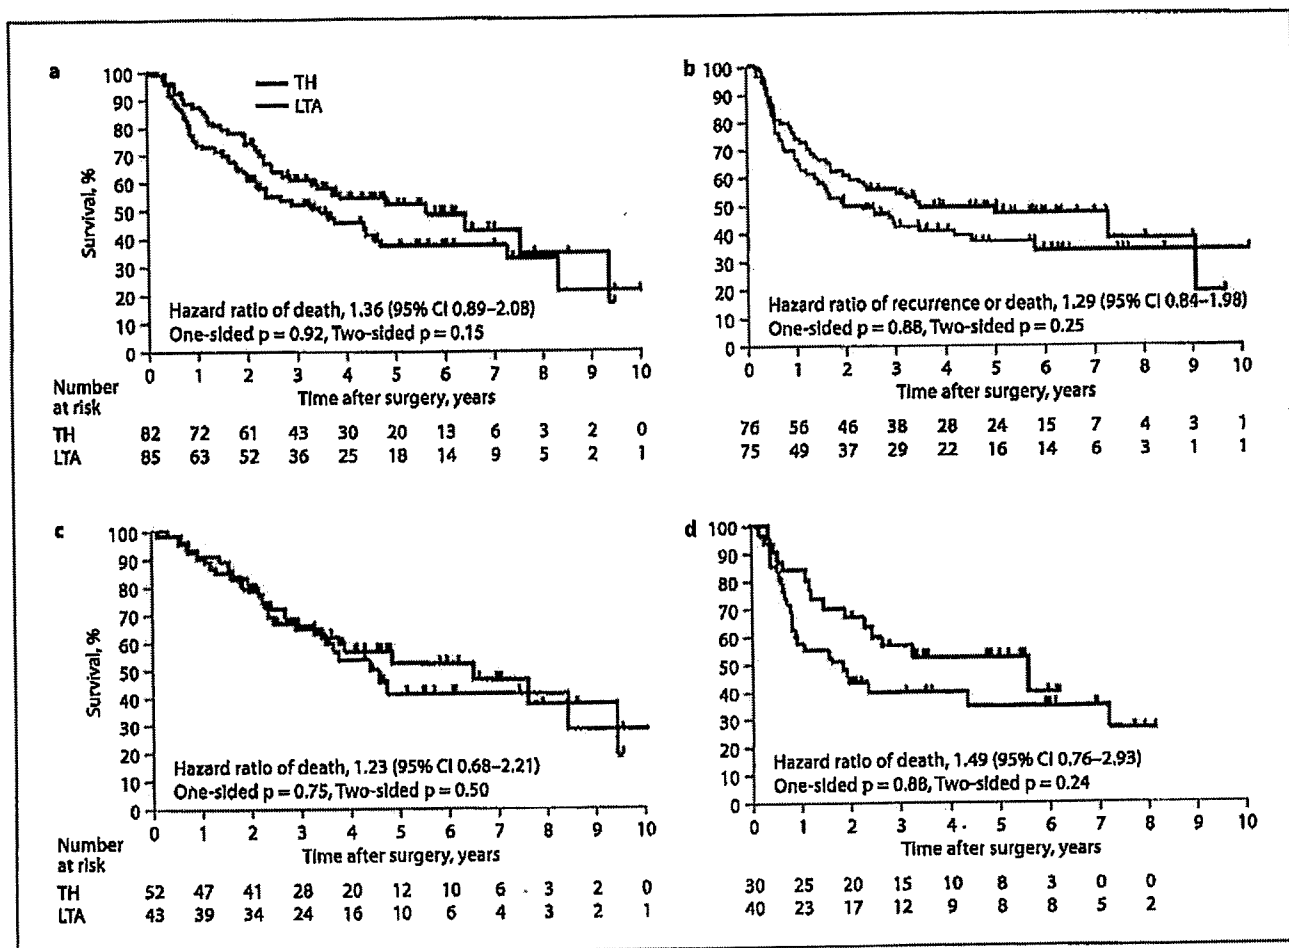 a
TH
LTA
100
90
80
70
60
50
40
30
20
10
0
Survival, %
Hazard ratio of death, 1.36 (95% CI 0.89–2.08)
One-sided p = 0.92, Two-sided p = 0.15
0 1 2 3 4 5 6 7 8 9 10
Time after surgery, years
Number
at risk
TH 82 72 61 43 30 20 13 6 3 2 0
LTA 85 63 52 36 25 18 14 9 5 2 1
b
100
90
80
70
60
50
40
30
20
10
0
Hazard ratio of recurrence or death, 1.29 (95% CI 0.84–1.98)
One-sided p = 0.88, Two-sided p = 0.25
0 1 2 3 4 5 6 7 8 9 10
Time after surgery, years
76 56 46 38 28 24 15 7 4 3 1
75 49 37 29 22 16 14 6 3 1 1
c
100
90
80
70
60
50
40
30
20
10
0
Survival, %
Hazard ratio of death, 1.23 (95% CI 0.68–2.21)
One-sided p = 0.75, Two-sided p = 0.50
0 1 2 3 4 5 6 7 8 9 10
Time after surgery, years
Number
at risk
TH 52 47 41 28 20 12 10 6 3 2 0
LTA 43 39 34 24 16 10 6 4 3 2 1
d
100
90
80
70
60
50
40
30
20
10
0
Hazard ratio of death, 1.49 (95% CI 0.76–2.93)
One-sided p = 0.88, Two-sided p = 0.24
0 1 2 3 4 5 6 7 8 9 10
Time after surgery, years
30 25 20 15 10 8 3 0 0
40 23 17 12 9 8 8 5 2